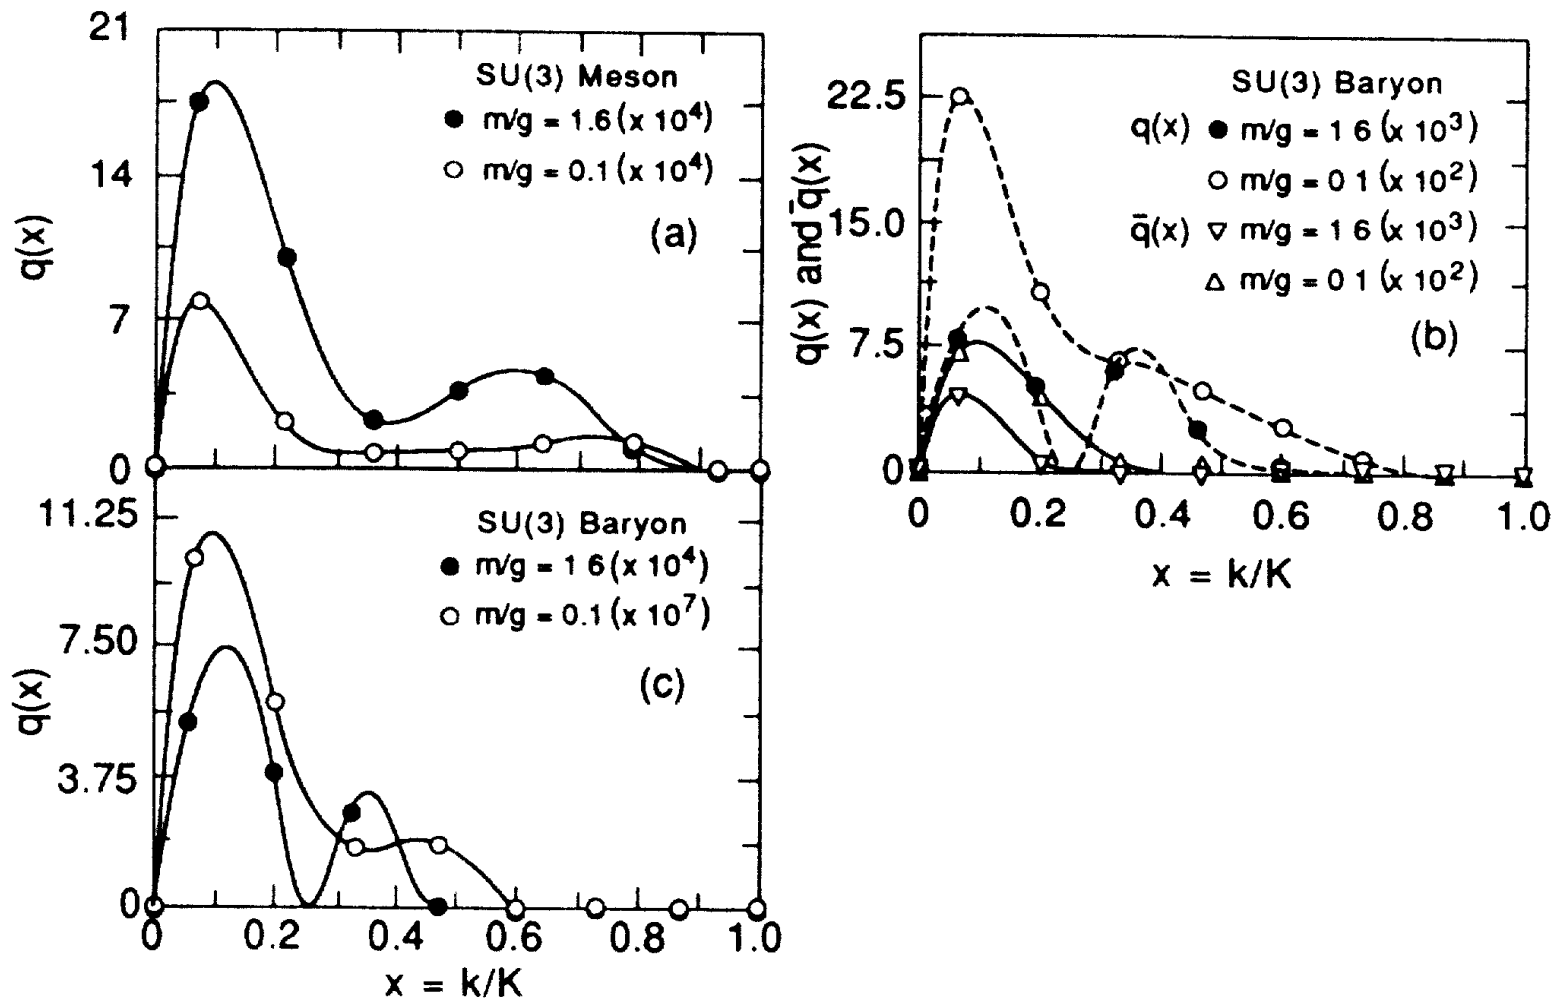 21
14
7
0
q(x)
SU(3) Meson
● m/g = 1.6 (x 10⁴)
○ m/g = 0.1 (x 10⁴)
(a)
22.5
15.0
7.5
0
q(x) and q̄(x)
SU(3) Baryon
q(x) ● m/g = 1 6 (x 10³)
○ m/g = 0 1 (x 10²)
q̄(x) ▽ m/g = 1 6 (x 10³)
△ m/g = 0 1 (x 10²)
(b)
0 0.2 0.4 0.6 0.8 1.0
x = k/K
11.25
7.50
3.75
0
q(x)
SU(3) Baryon
● m/g = 1 6 (x 10⁴)
○ m/g = 0.1 (x 10⁷)
(c)
0 0.2 0.4 0.6 0.8 1.0
x = k/K